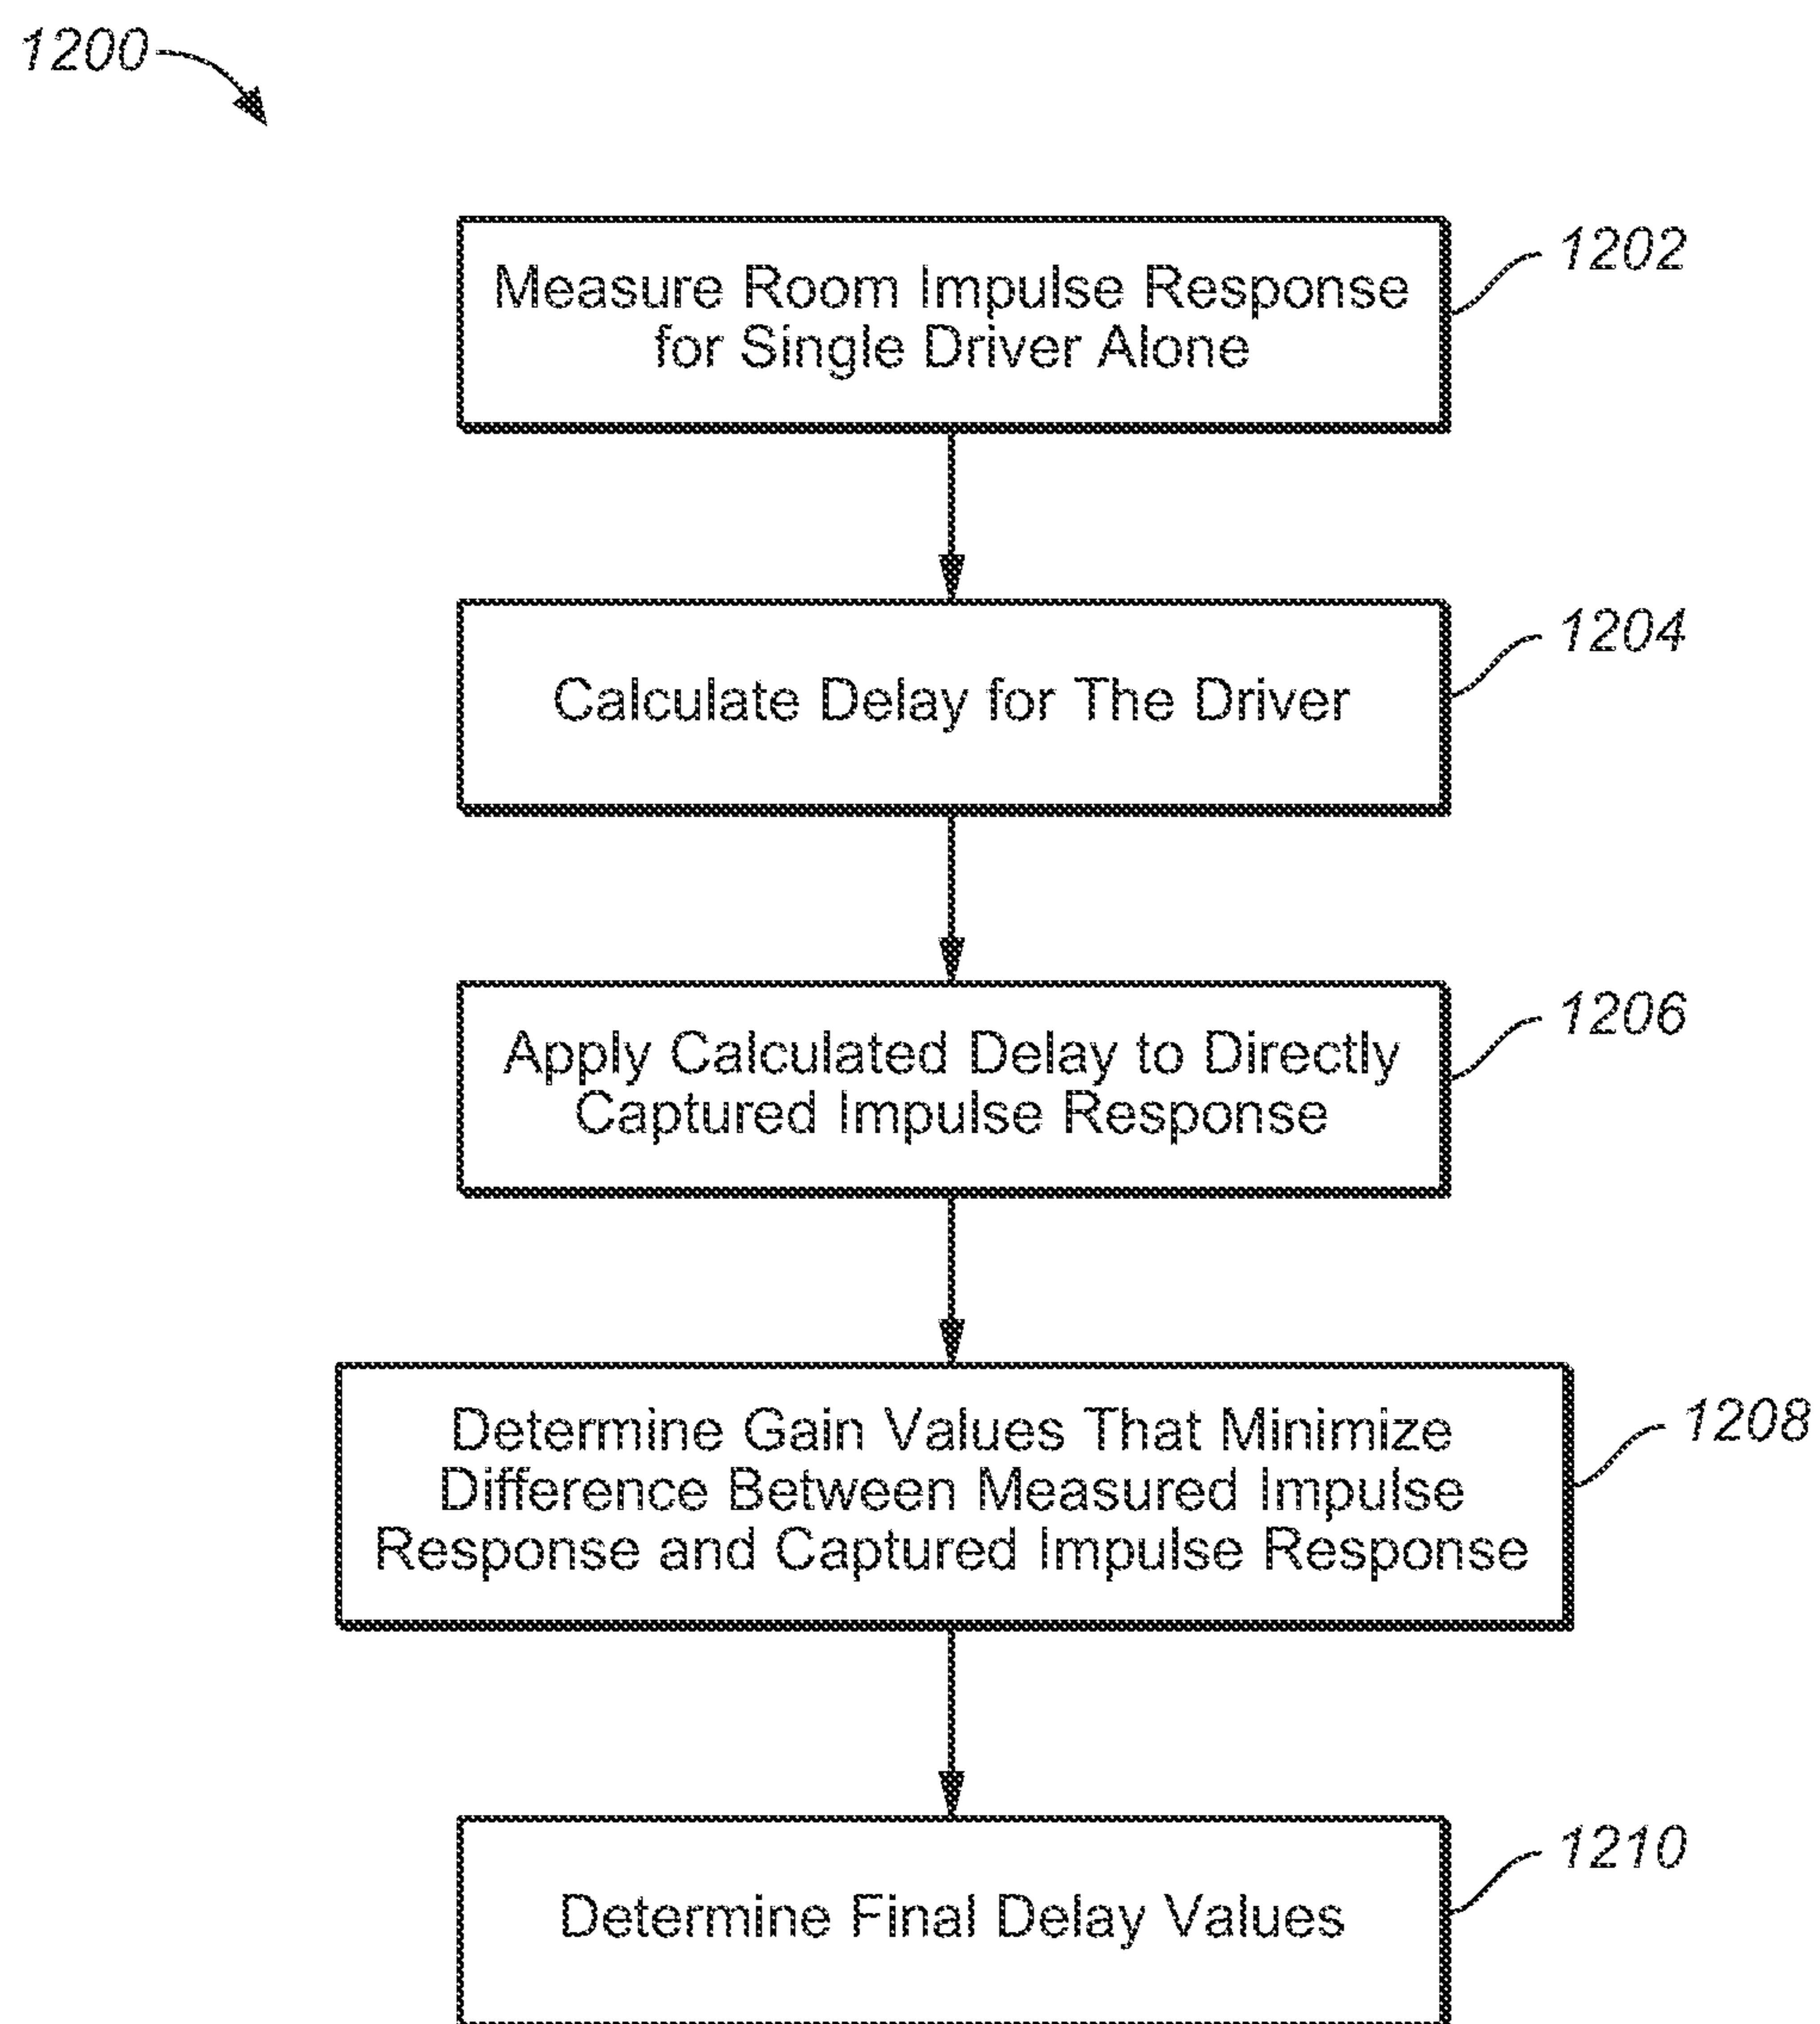 1200
Measure Room Impulse Response
for Single Driver Alone
1202
Calculate Delay for The Driver
1204
Apply Calculated Delay to Directly
Captured Impulse Response
1206
Determine Gain Values That Minimize
Difference Between Measured Impulse
Response and Captured Impulse Response
1208
Determine Final Delay Values
1210